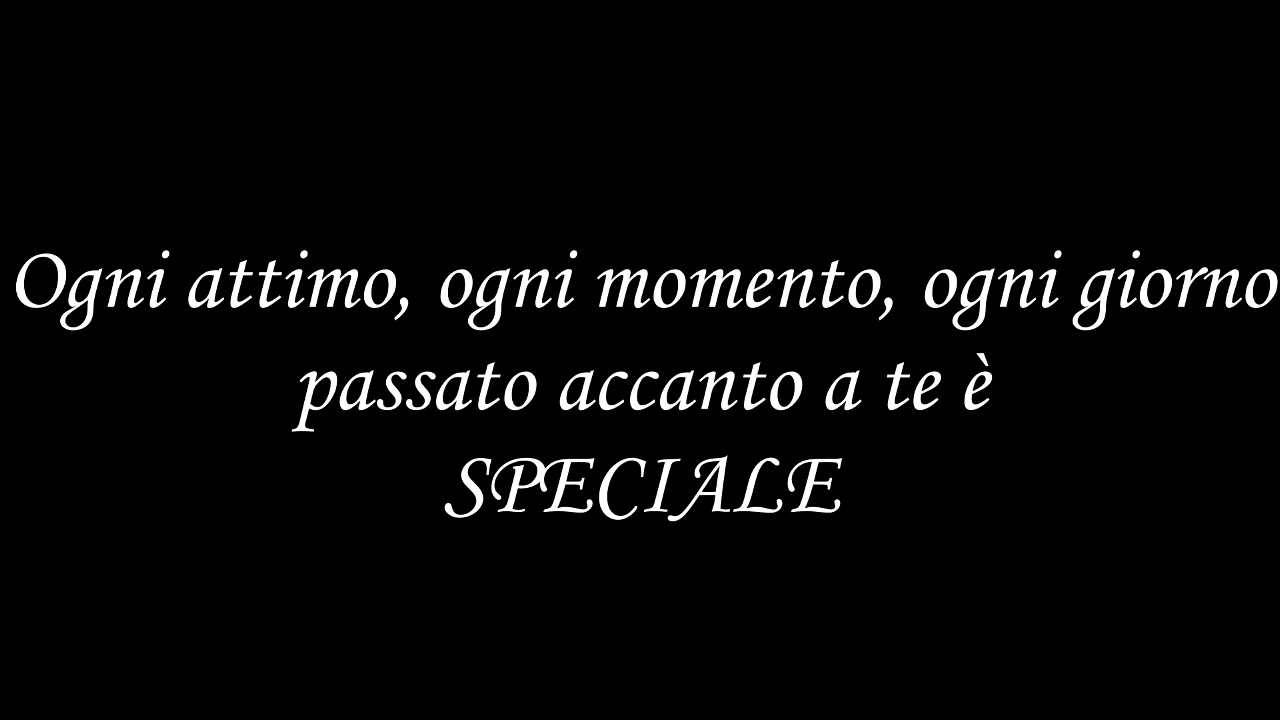 Ogni attimo, ogni momento, ogni giorno
passato accanto a te è
SPECIALE